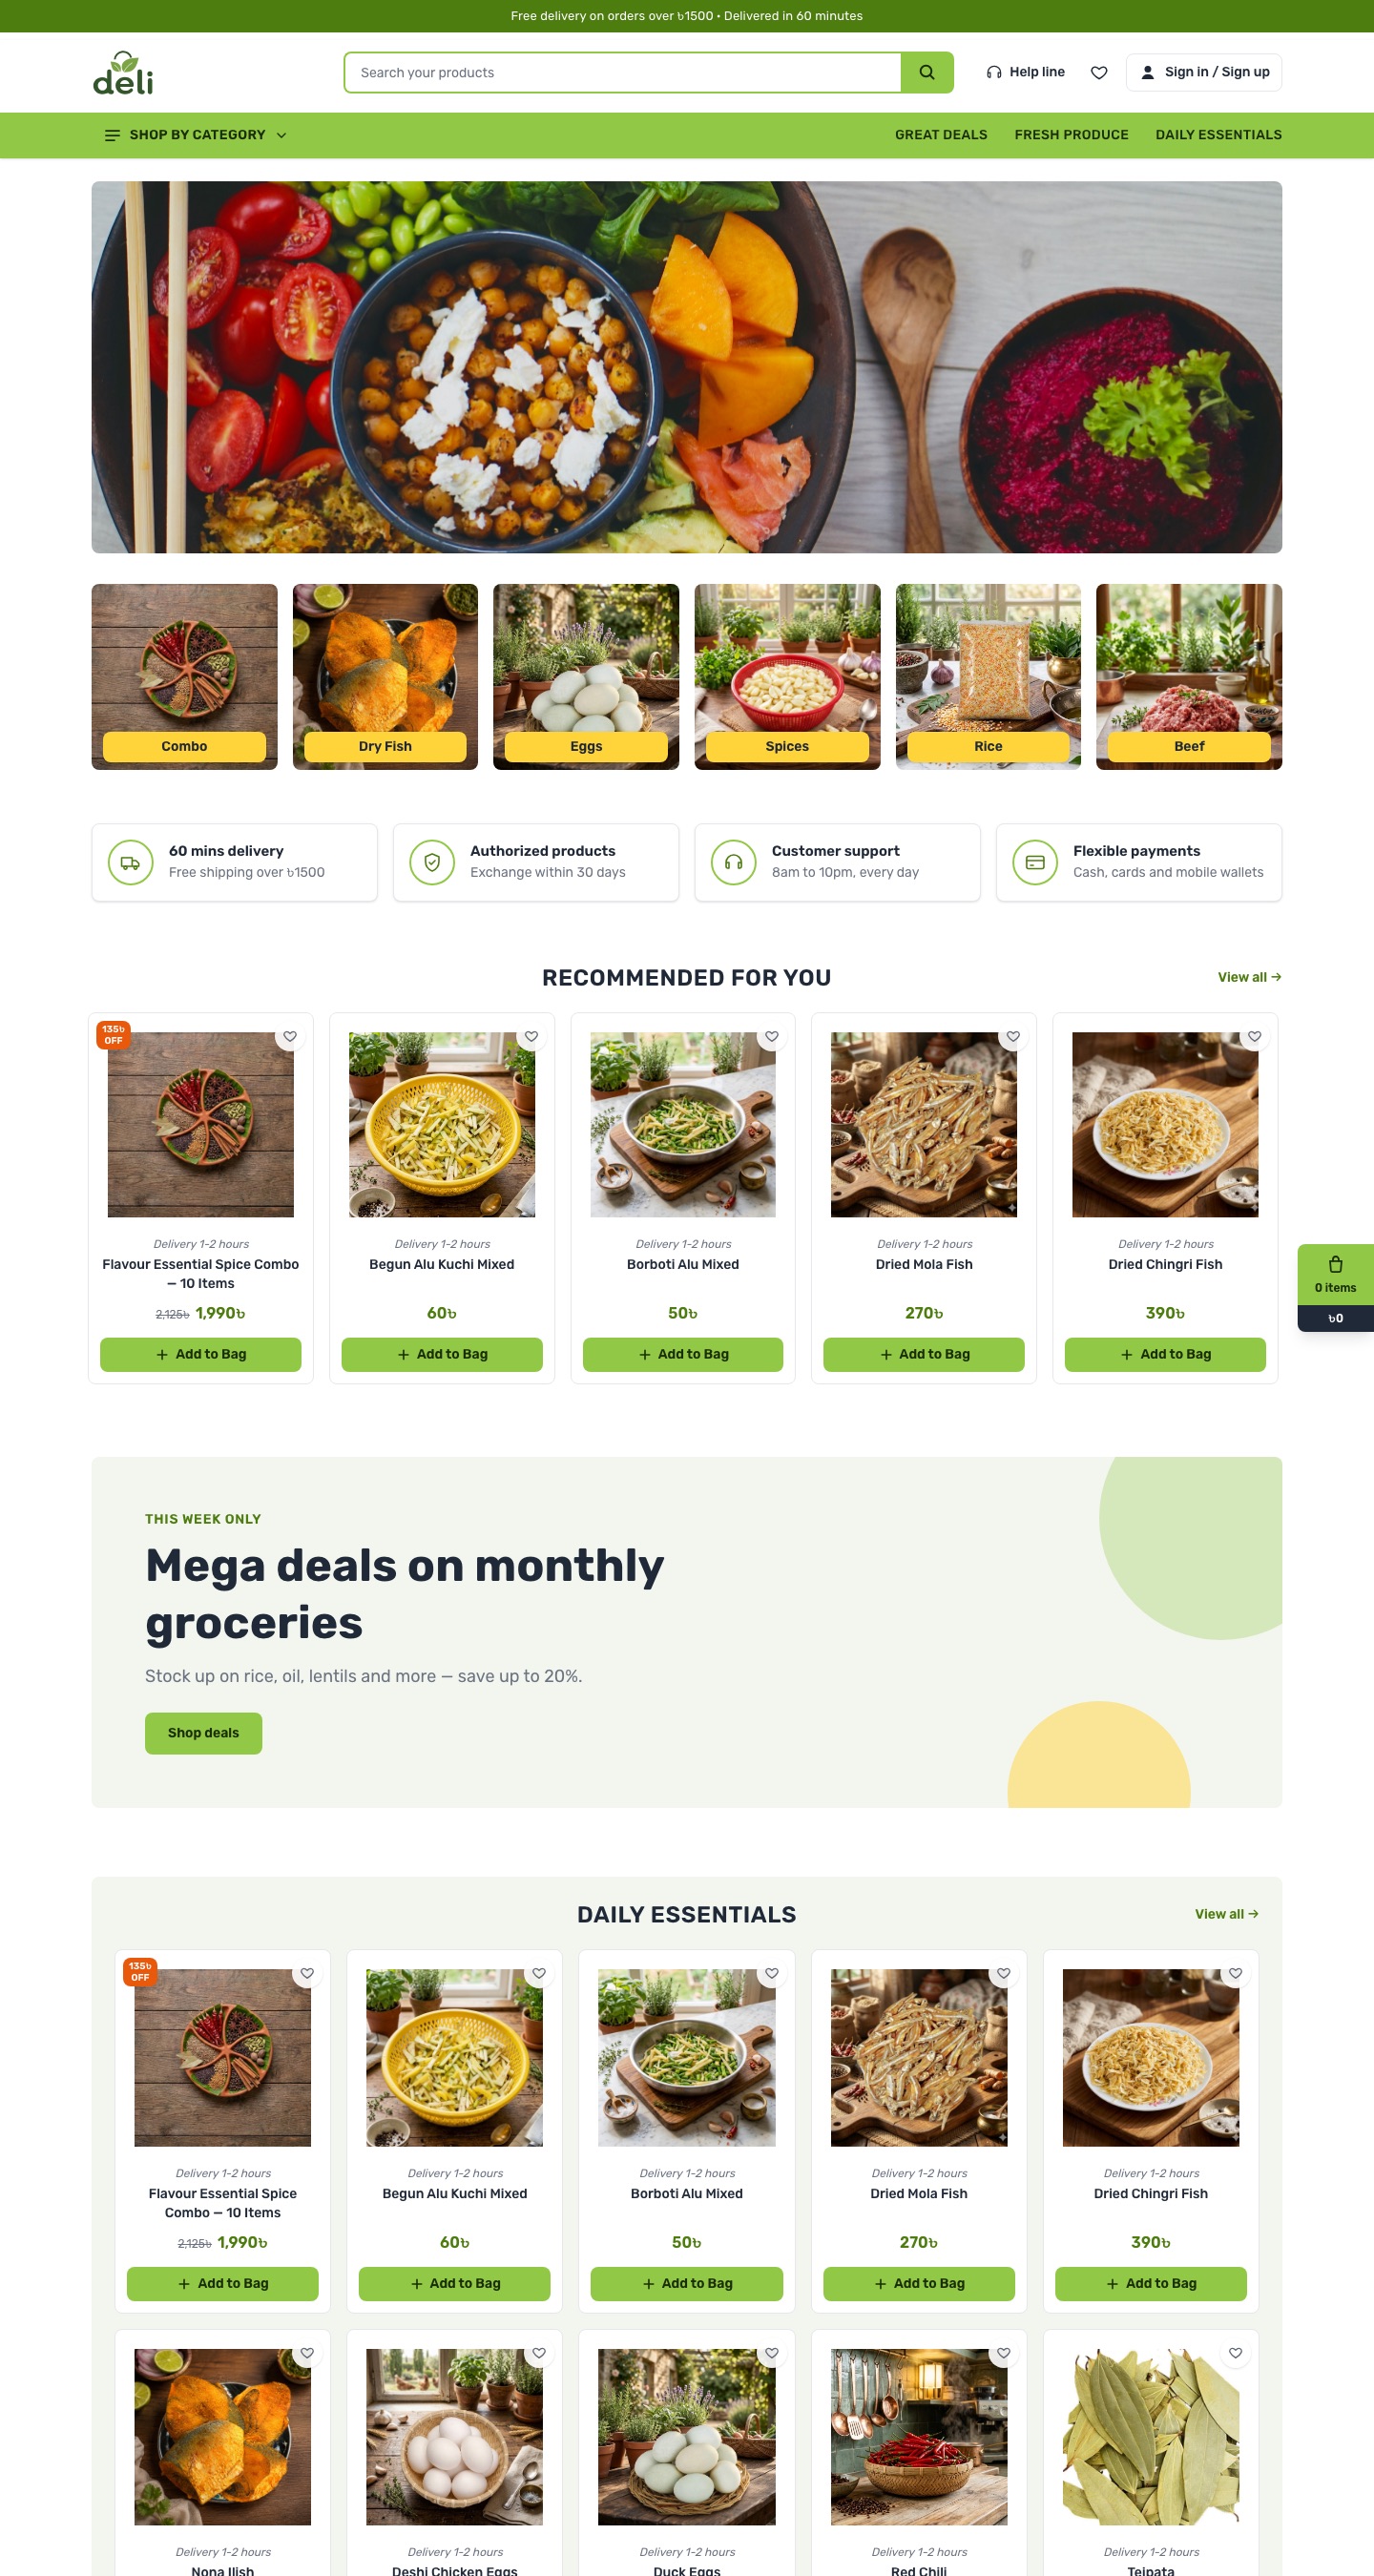 Free delivery on orders over ৳1500 • Delivered in 60 minutes
deli
Search your products
Help line
Sign in / Sign up
SHOP BY CATEGORY
GREAT DEALS
FRESH PRODUCE
DAILY ESSENTIALS
Combo
Dry Fish
Eggs
Spices
Rice
Beef
60 mins delivery
Free shipping over ৳1500
Authorized products
Exchange within 30 days
Customer support
8am to 10pm, every day
Flexible payments
Cash, cards and mobile wallets
RECOMMENDED FOR YOU
View all →
135৳
OFF
Delivery 1-2 hours
Flavour Essential Spice Combo
— 10 Items
2,125৳ 1,990৳
+ Add to Bag
Delivery 1-2 hours
Begun Alu Kuchi Mixed
60৳
+ Add to Bag
Delivery 1-2 hours
Borboti Alu Mixed
50৳
+ Add to Bag
Delivery 1-2 hours
Dried Mola Fish
270৳
+ Add to Bag
Delivery 1-2 hours
Dried Chingri Fish
390৳
+ Add to Bag
0 items
৳0
THIS WEEK ONLY
Mega deals on monthly
groceries
Stock up on rice, oil, lentils and more — save up to 20%.
Shop deals
DAILY ESSENTIALS
View all →
135৳
OFF
Delivery 1-2 hours
Flavour Essential Spice
Combo — 10 Items
2,125৳ 1,990৳
+ Add to Bag
Delivery 1-2 hours
Begun Alu Kuchi Mixed
60৳
+ Add to Bag
Delivery 1-2 hours
Borboti Alu Mixed
50৳
+ Add to Bag
Delivery 1-2 hours
Dried Mola Fish
270৳
+ Add to Bag
Delivery 1-2 hours
Dried Chingri Fish
390৳
+ Add to Bag
Delivery 1-2 hours
Nona Ilish
Delivery 1-2 hours
Deshi Chicken Eggs
Delivery 1-2 hours
Duck Eggs
Delivery 1-2 hours
Red Chili
Delivery 1-2 hours
Tejpata